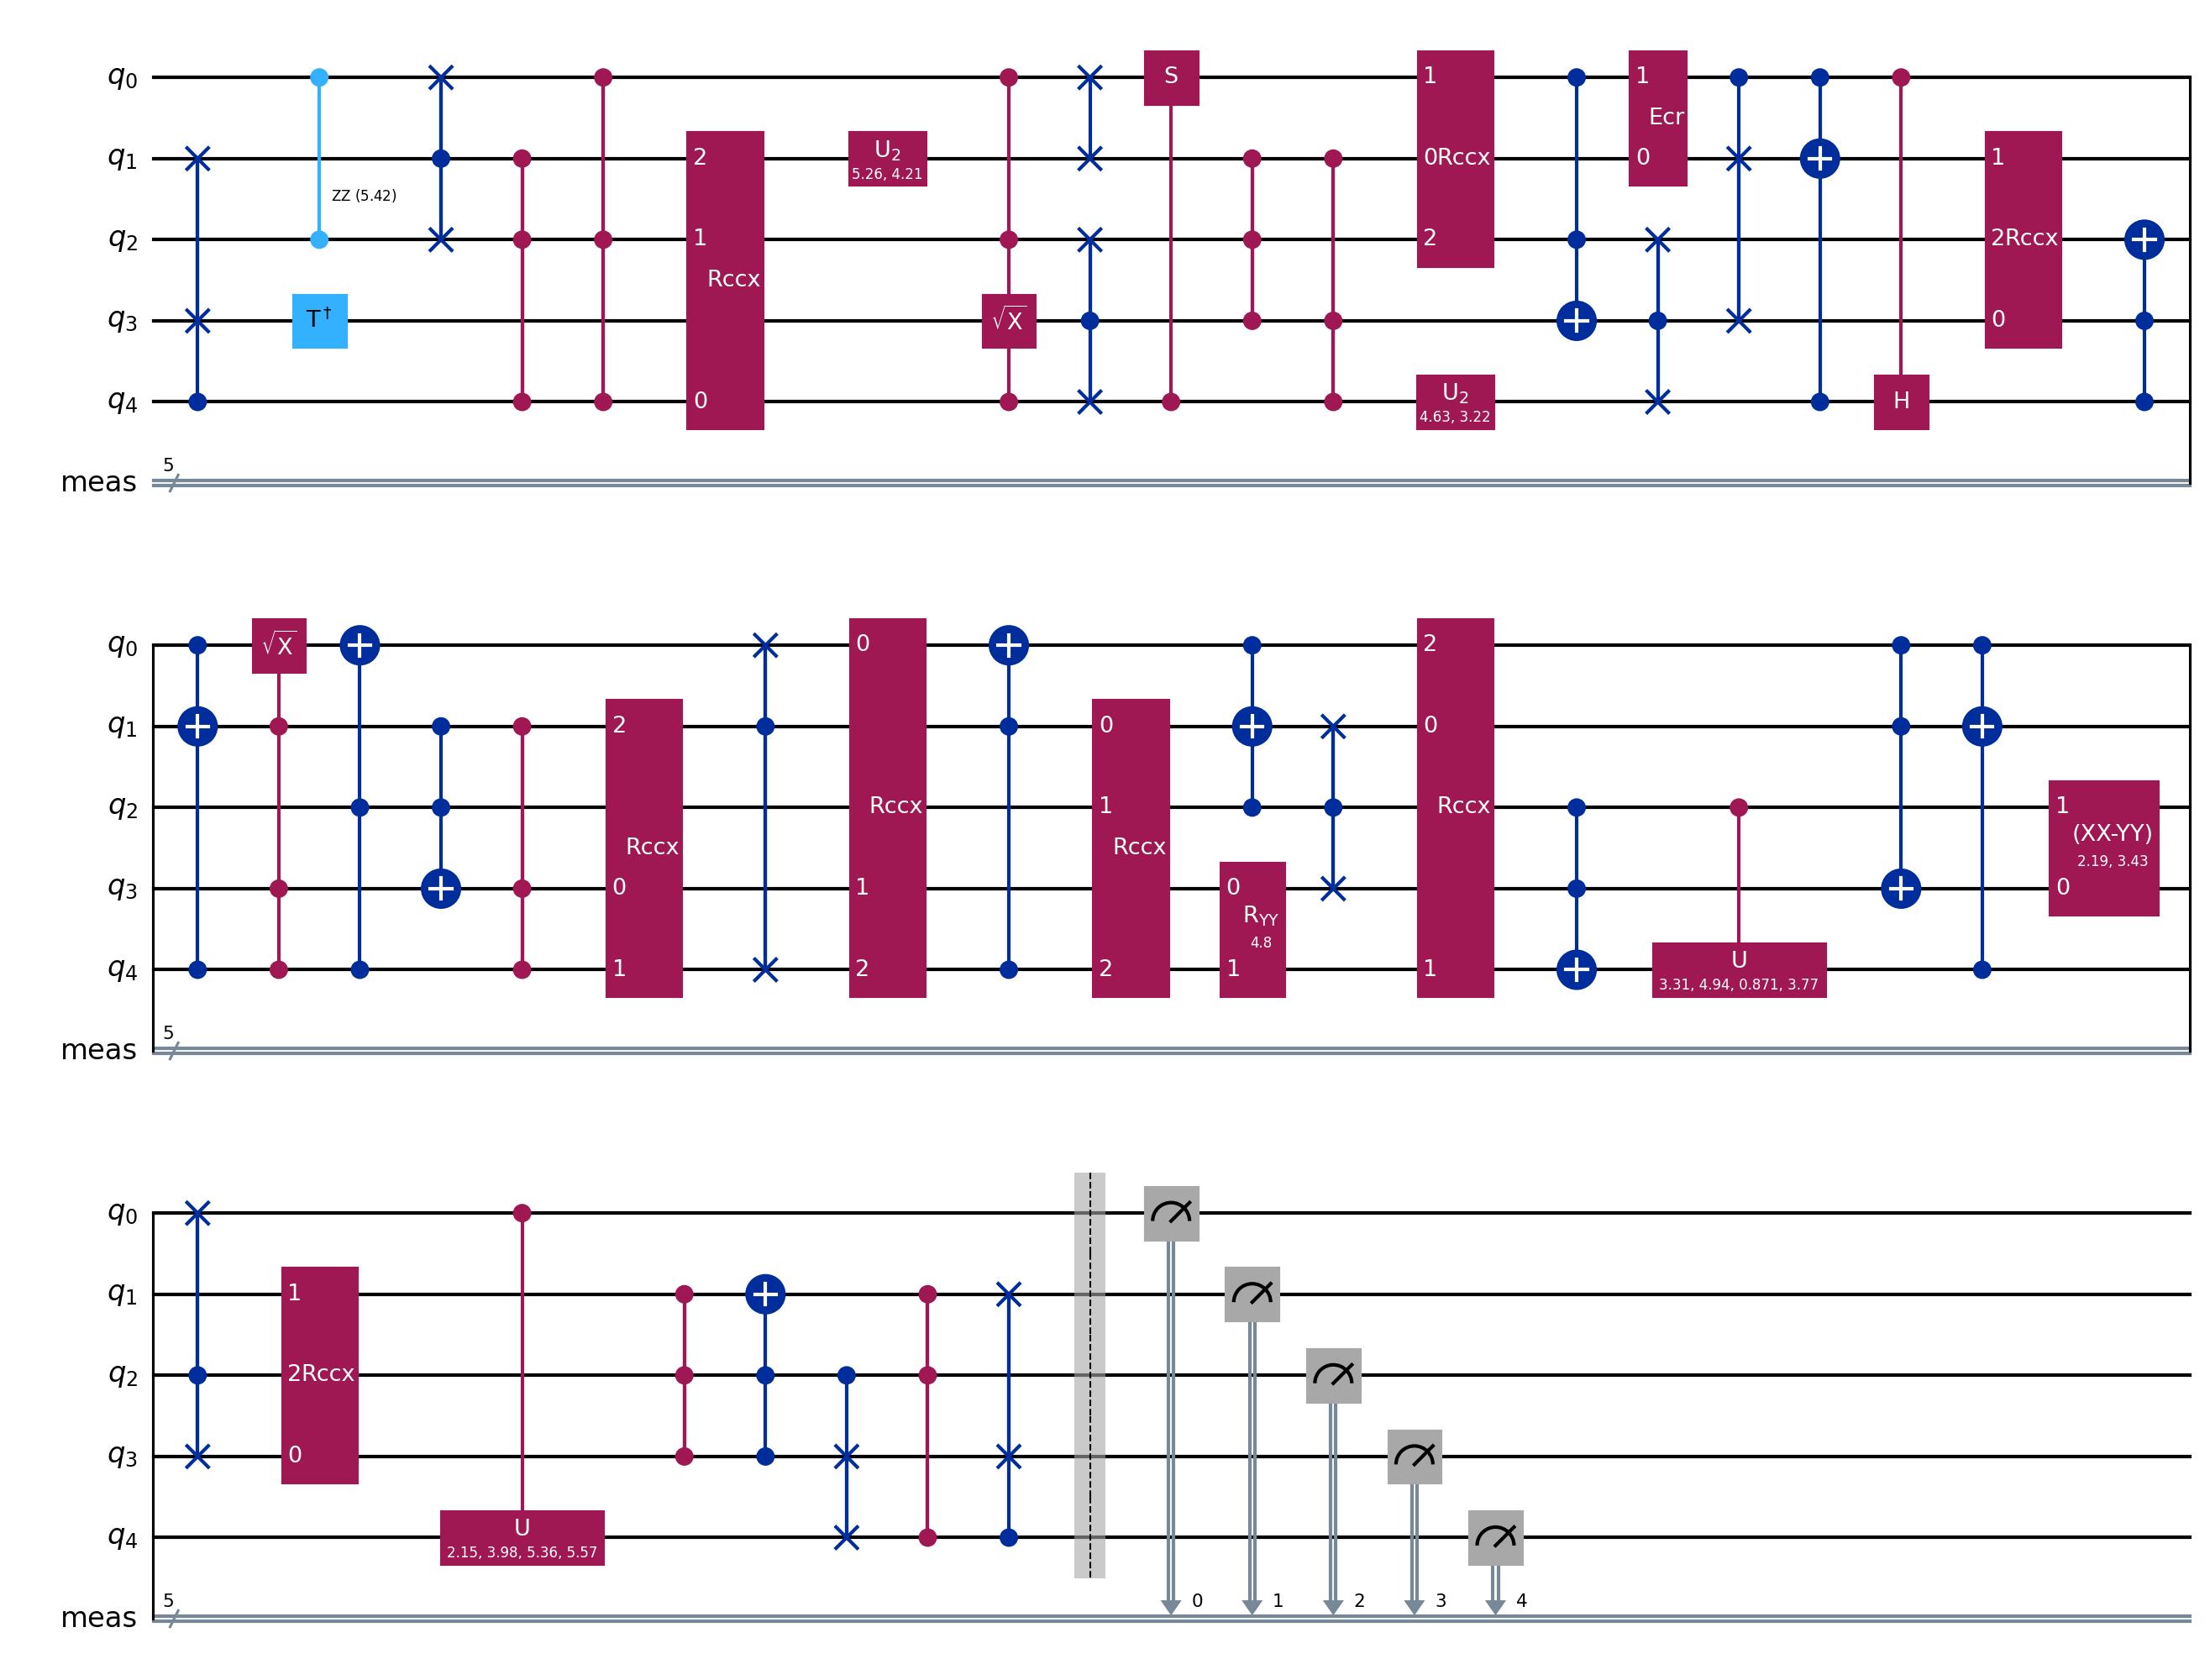 q0 S 1 1 Ecr
q1 2 U2 5.26, 4.21 0Rccx 0 1
ZZ (5.42)
q2 1 Rccx 2 2Rccx
q3 T† √X 0
q4 0 U2 4.63, 3.22 H
meas 5
q0 √X 0 2
q1 2 0 0
q2 Rccx 1 Rccx 1 (XX-YY) 2.19, 3.43
q3 Rccx 0 1 Rccx 0 RYY 4.8 0
q4 1 2 2 1 1 U 3.31, 4.94, 0.871, 3.77
meas 5
q0
q1 1
q2 2Rccx
q3 0
q4 U 2.15, 3.98, 5.36, 5.57
meas 5 0 1 2 3 4